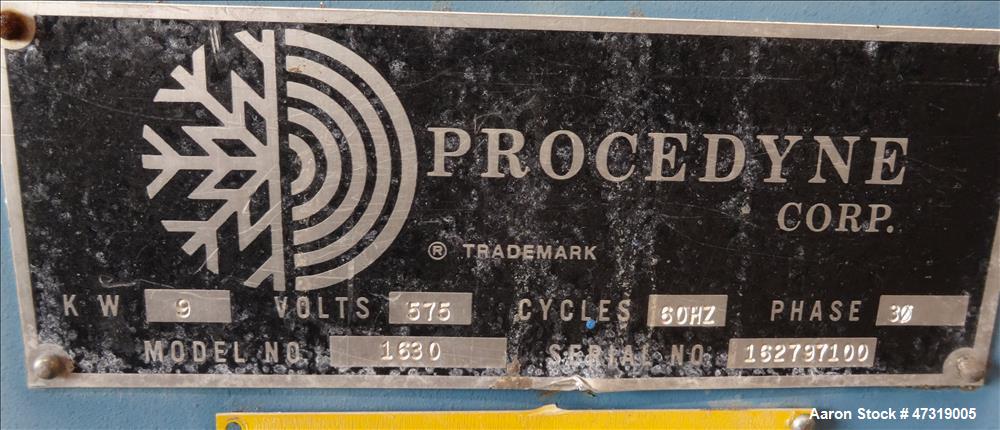 PROCEDYNE
CORP.
® TRADEMARK
KW 9 VOLTS 575 CYCLES 60HZ PHASE 3Ø
MODEL NO 1630 SERIAL NO 162797100
Aaron Stock # 47319005